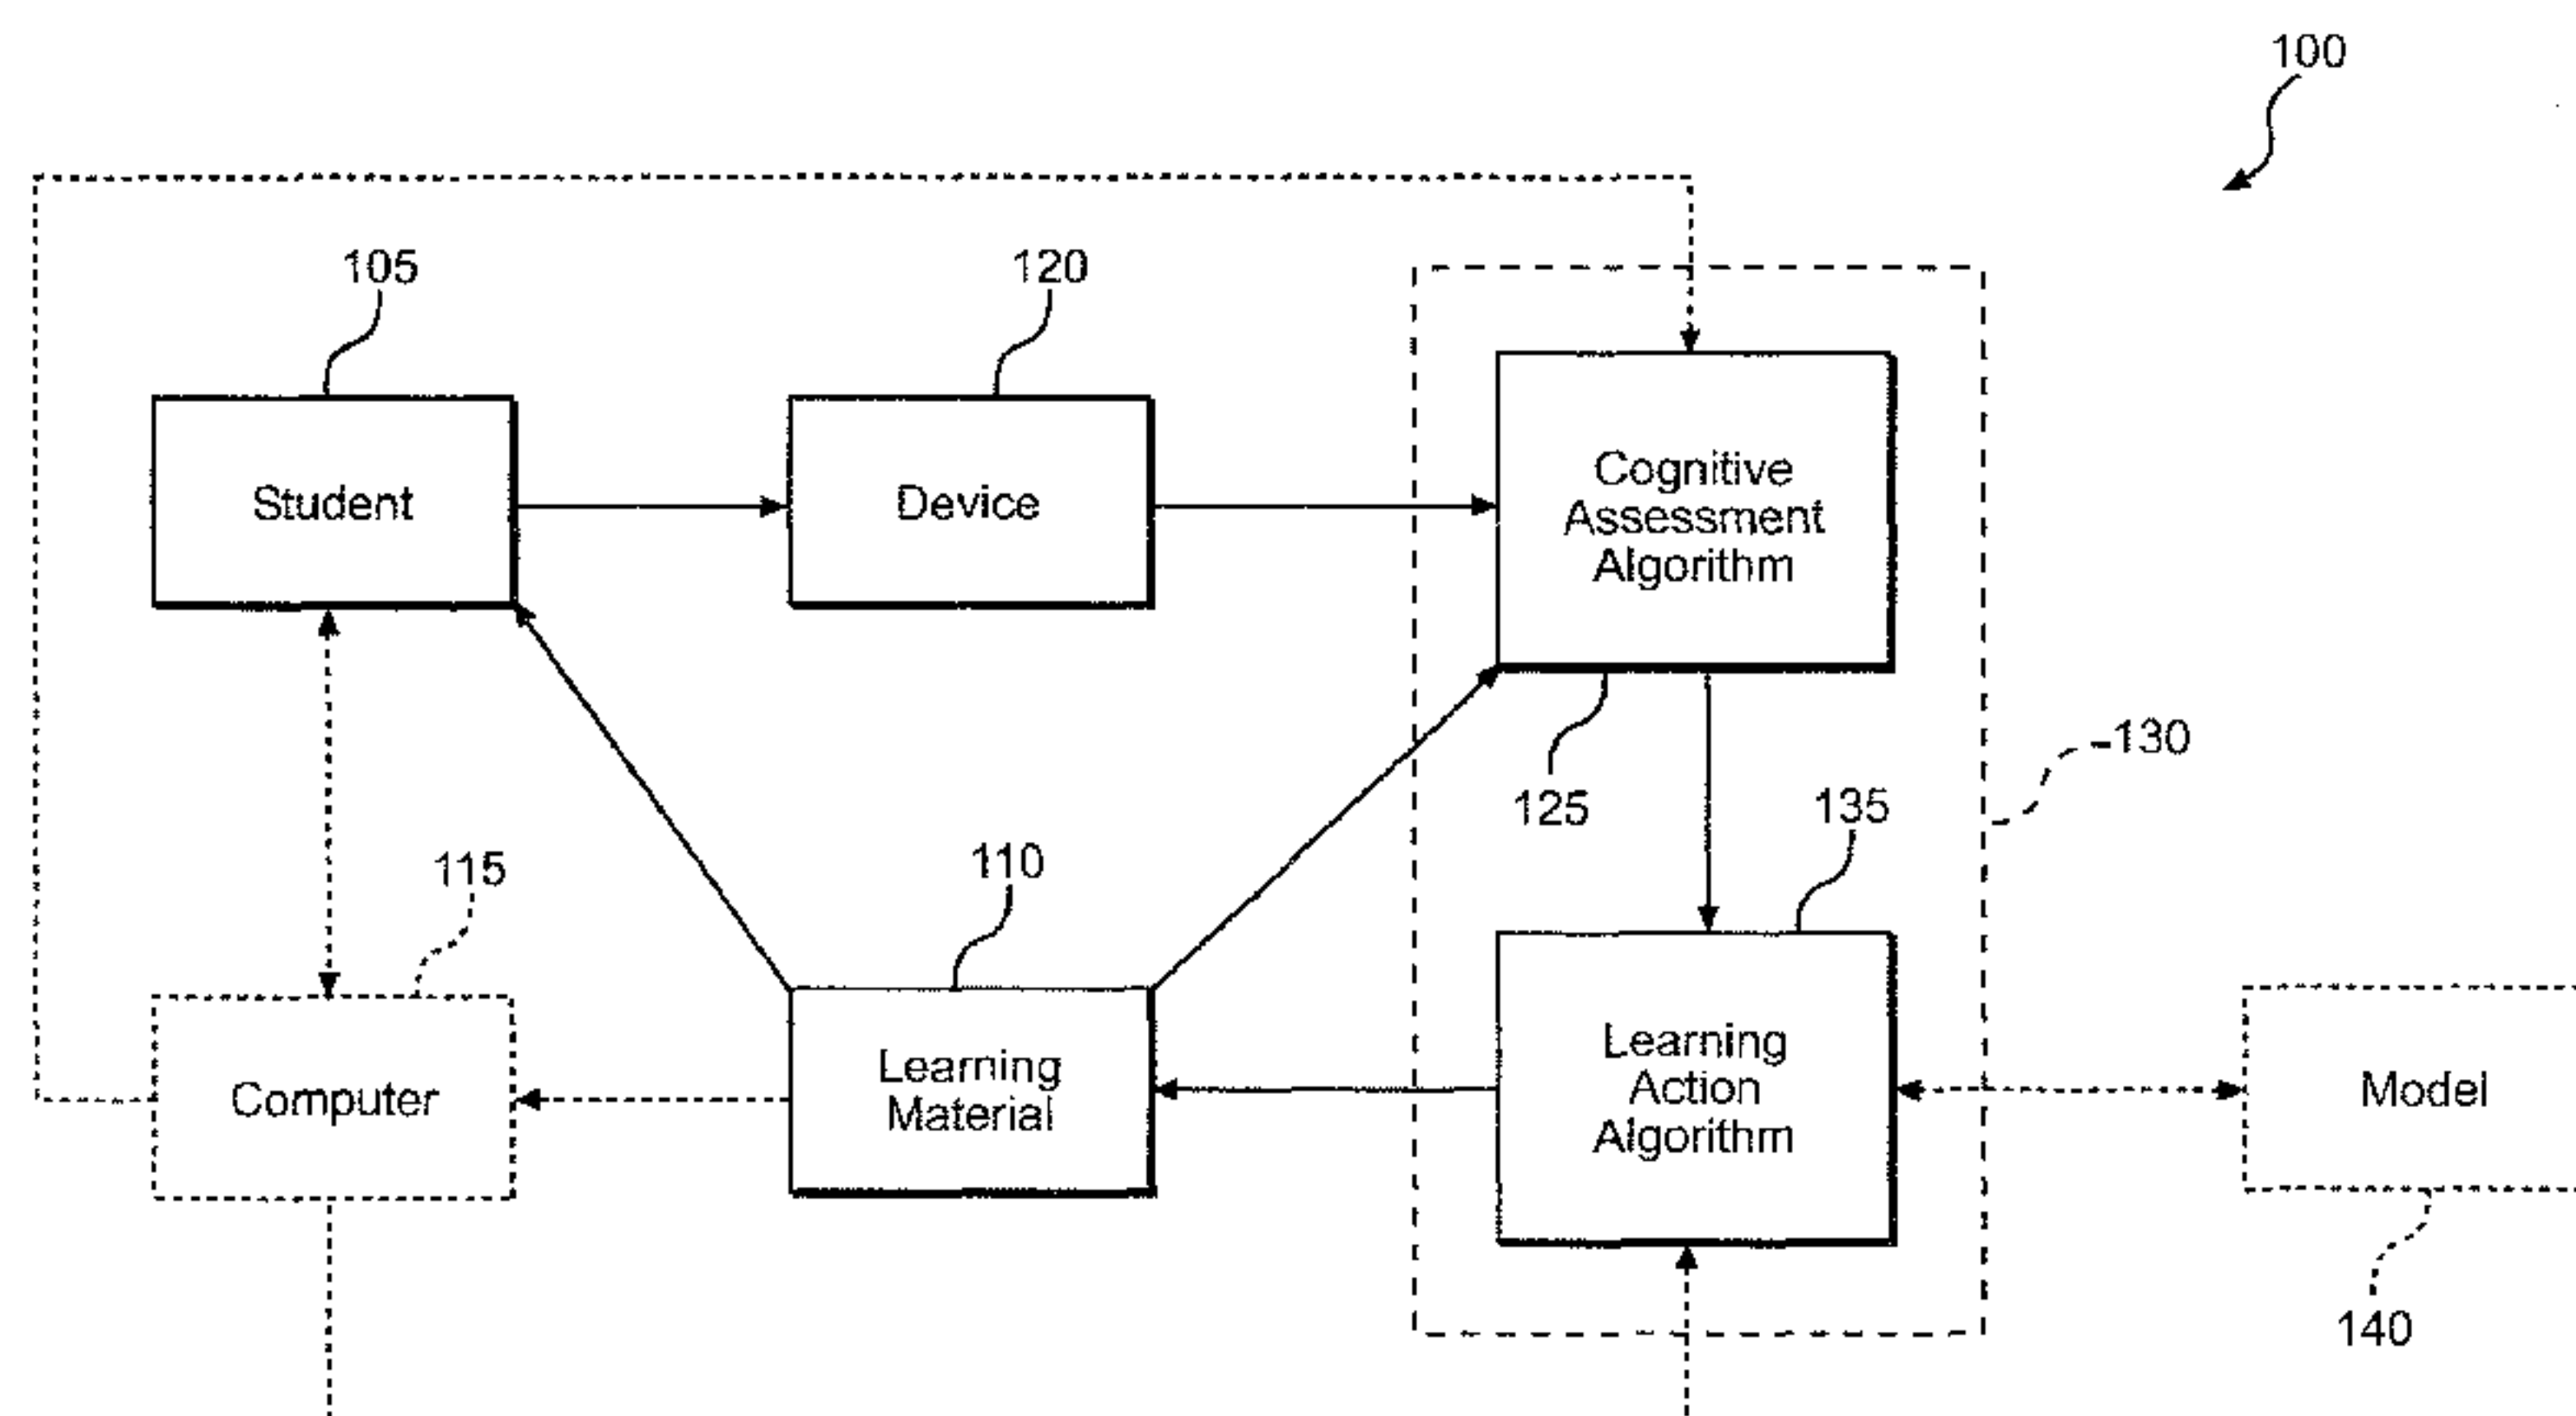 100
105
120
Student
Device
Cognitive
Assessment
Algorithm
130
125
135
115
110
Computer
Learning
Material
Learning
Action
Algorithm
Model
140